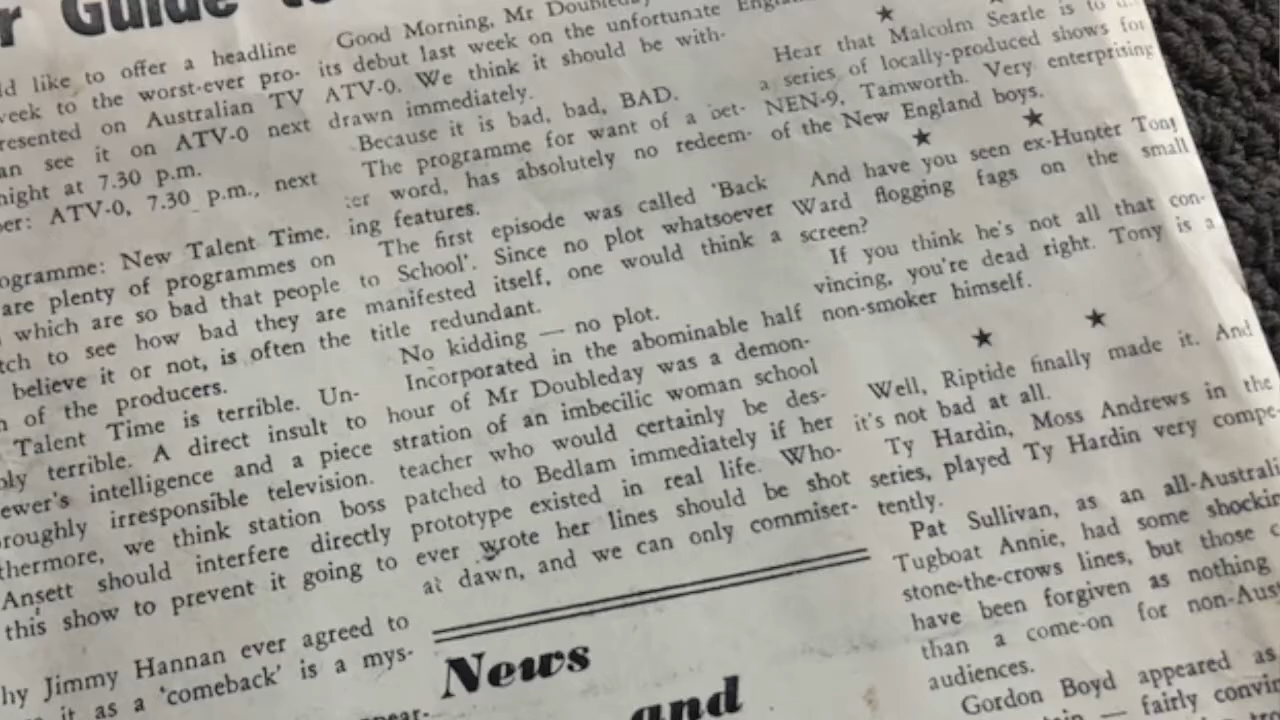 r Guide to
ld like to offer a headline
week to the worst-ever pro-
resented on Australian TV
an see it on ATV-0 next
night at 7.30 p.m.
ber: ATV-0, 7.30 p.m., next
ogramme: New Talent Time.
are plenty of programmes on
which are so bad that people
tch to see how bad they are
believe it or not, is often the
n of the producers.
Talent Time is terrible. Un-
bly terrible. A direct insult to
ewer's intelligence and a piece
roughly irresponsible television.
thermore, we think station boss
Ansett should interfere directly
this show to prevent it going to
hy Jimmy Hannan ever agreed to
it as a 'comeback' is a mys-
pear-
Good Morning, Mr Doubleday
its debut last week on the unfortunate
ATV-0. We think it should be with-
drawn immediately.
Because it is bad, bad, BAD.
The programme for want of a bet-
ter word, has absolutely no redeem-
ing features.
The first episode was called 'Back
to School'. Since no plot whatsoever
manifested itself, one would think a
title redundant.
No kidding — no plot.
Incorporated in the abominable half
hour of Mr Doubleday was a demon-
stration of an imbecilic woman school
teacher who would certainly be des-
patched to Bedlam immediately if her
prototype existed in real life. Who-
ever wrote her lines should be shot
at dawn, and we can only commiser-
News
and
Engla
Hear that Malcolm Searle is to
a series of locally-produced shows for
NEN-9, Tamworth. Very enterprising
of the New England boys.
And have you seen ex-Hunter Tony
Ward flogging fags on the small
screen?
If you think he's not all that con-
vincing, you're dead right. Tony is a
non-smoker himself.
Well, Riptide finally made it. And
it's not bad at all.
Ty Hardin, Moss Andrews in the
series, played Ty Hardin very compe-
tently.
Pat Sullivan, as an all-Australi
Tugboat Annie, had some shockin
stone-the-crows lines, but those
have been forgiven as nothing
than a come-on for non-Aus
audiences.
Gordon Boyd appeared as
— fairly convin